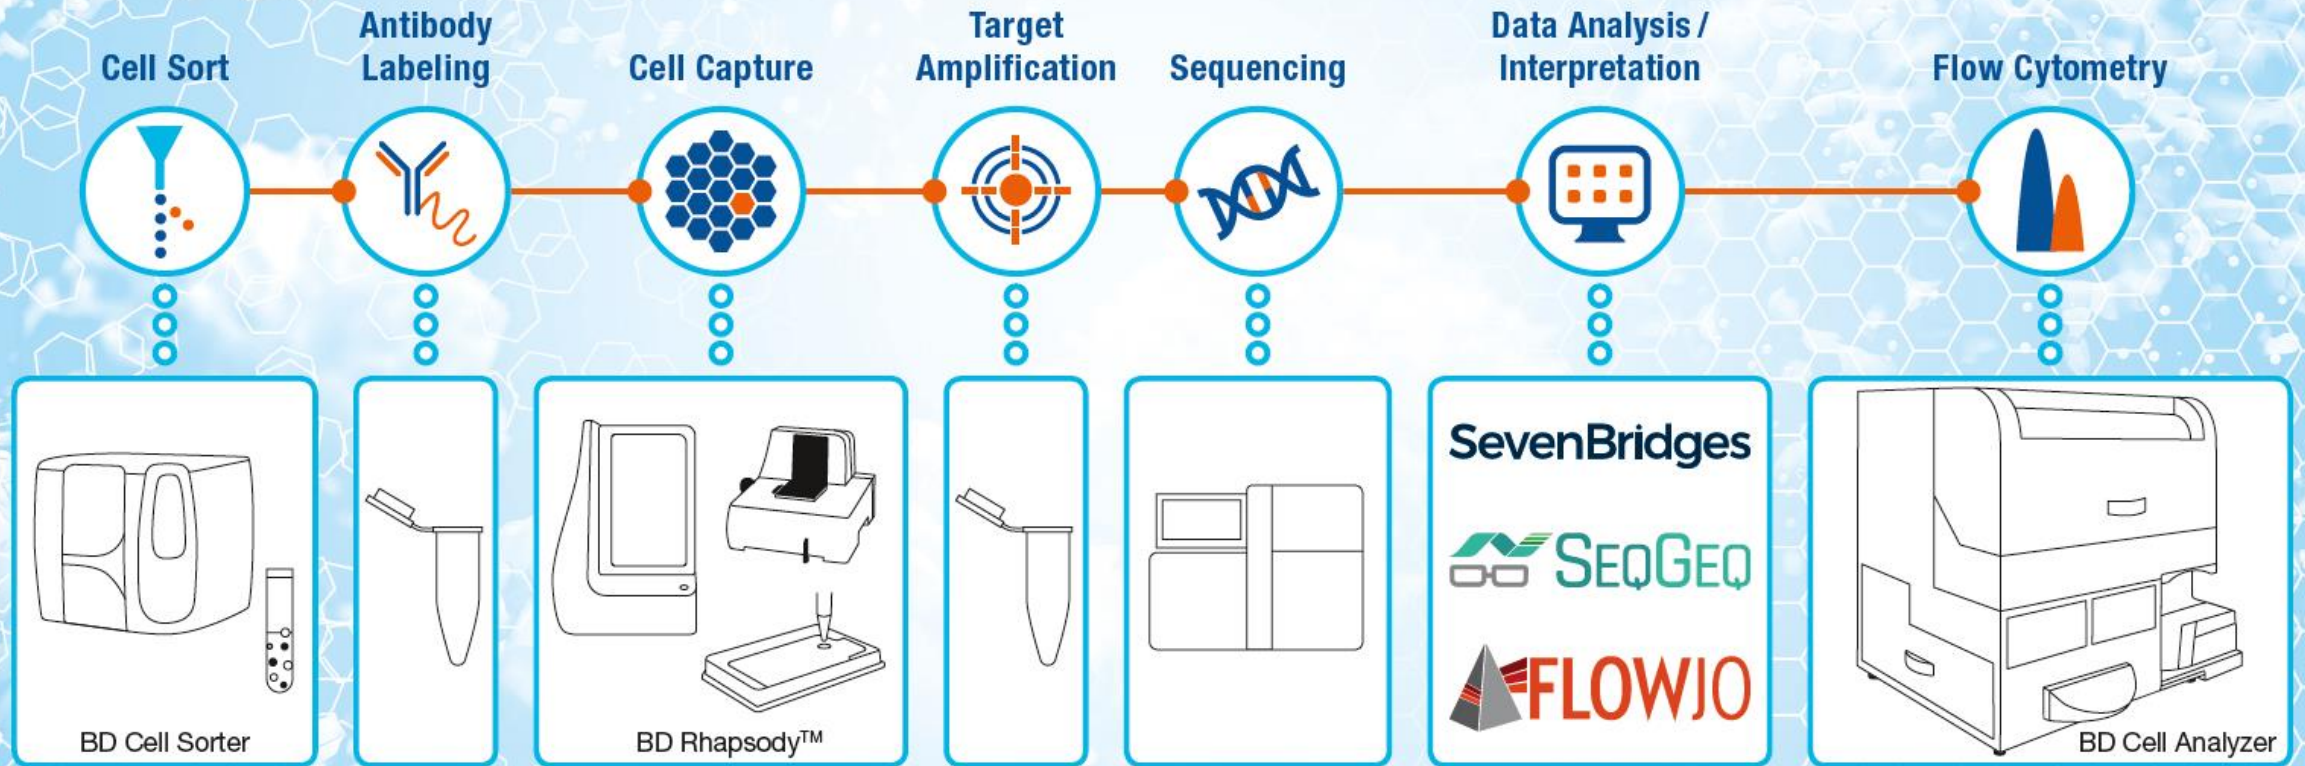 Cell Sort
Antibody
Labeling
Cell Capture
Target
Amplification
Sequencing
Data Analysis /
Interpretation
Flow Cytometry
BD Cell Sorter
BD Rhapsody™
SevenBridges
SEQGEQ
FLOWJO
BD Cell Analyzer